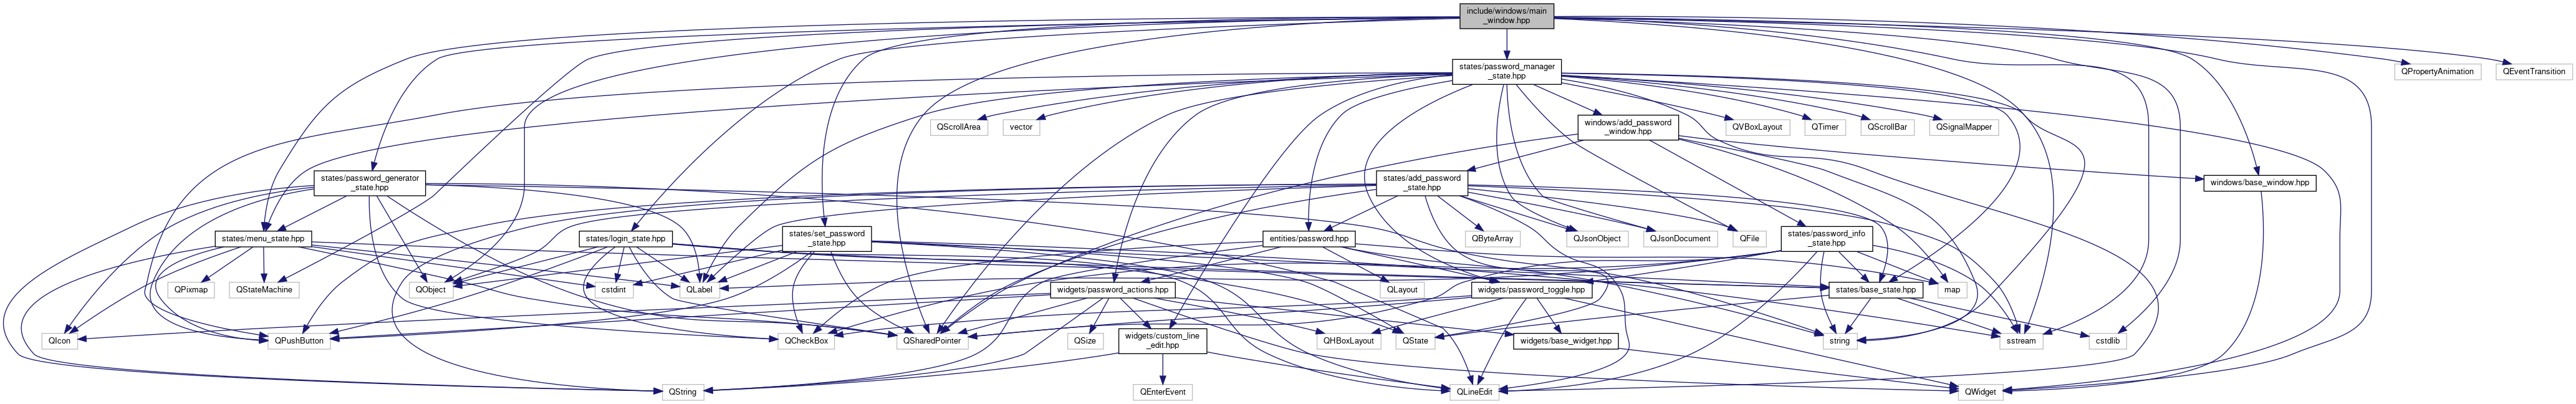 include/windows/main
_window.hpp
states/password_manager
_state.hpp
QPropertyAnimation
QEventTransition
QScrollArea
vector
windows/add_password
_window.hpp
QVBoxLayout
QTimer
QScrollBar
QSignalMapper
states/password_generator
_state.hpp
states/add_password
_state.hpp
windows/base_window.hpp
states/menu_state.hpp
states/login_state.hpp
states/set_password
_state.hpp
entities/password.hpp
QByteArray
QJsonObject
QJsonDocument
QFile
states/password_info
_state.hpp
QPixmap
QStateMachine
QObject
cstdint
QLabel
widgets/password_actions.hpp
QLayout
widgets/password_toggle.hpp
states/base_state.hpp
map
QIcon
QPushButton
QCheckBox
QSharedPointer
QSize
widgets/custom_line
_edit.hpp
QHBoxLayout
QState
widgets/base_widget.hpp
string
sstream
cstdlib
QString
QEnterEvent
QLineEdit
QWidget